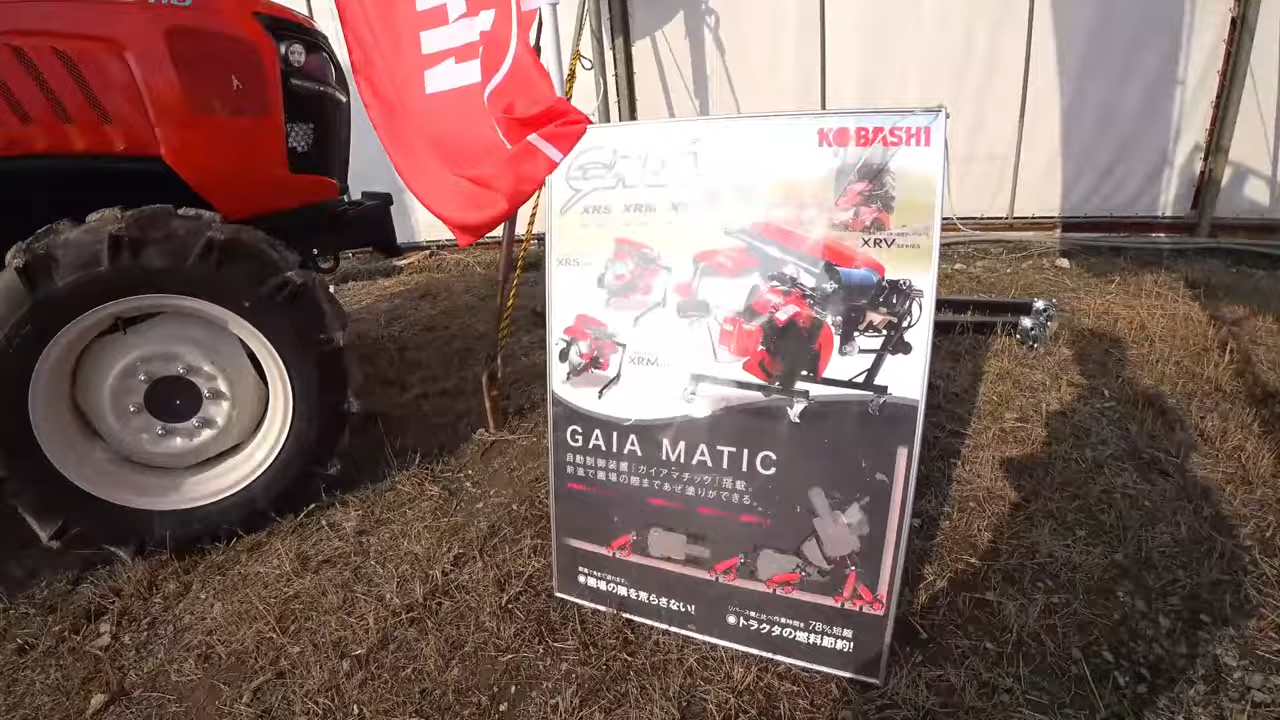 KOBASHI
XRS XRM
XRV SERIES
XRS
XRM
GAIA MATIC
自動制御装置「ガイアマチック」搭載。
前進で圃場の際まであぜ塗りができる。
◉圃場の隅を荒らさない!
リバース機と比べ作業時間を 78%短縮
◉トラクタの燃料節約!